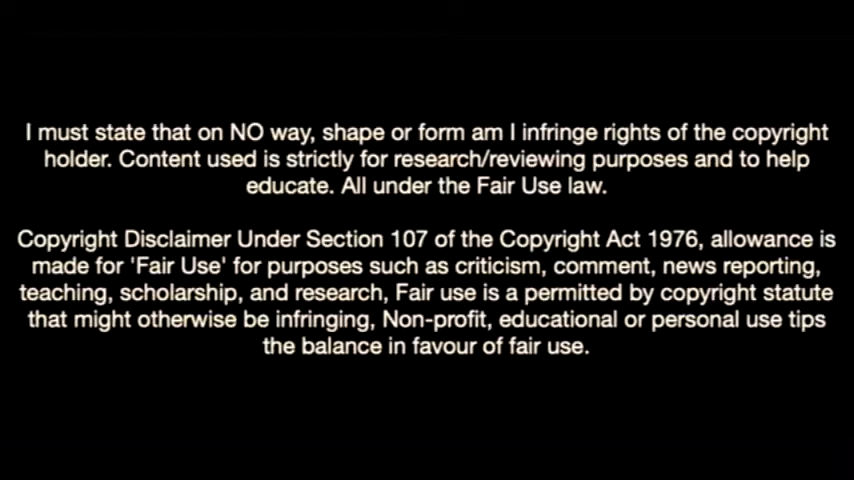 I must state that on NO way, shape or form am I infringe rights of the copyright
holder. Content used is strictly for research/reviewing purposes and to help
educate. All under the Fair Use law.
Copyright Disclaimer Under Section 107 of the Copyright Act 1976, allowance is
made for 'Fair Use' for purposes such as criticism, comment, news reporting,
teaching, scholarship, and research, Fair use is a permitted by copyright statute
that might otherwise be infringing, Non-profit, educational or personal use tips
the balance in favour of fair use.